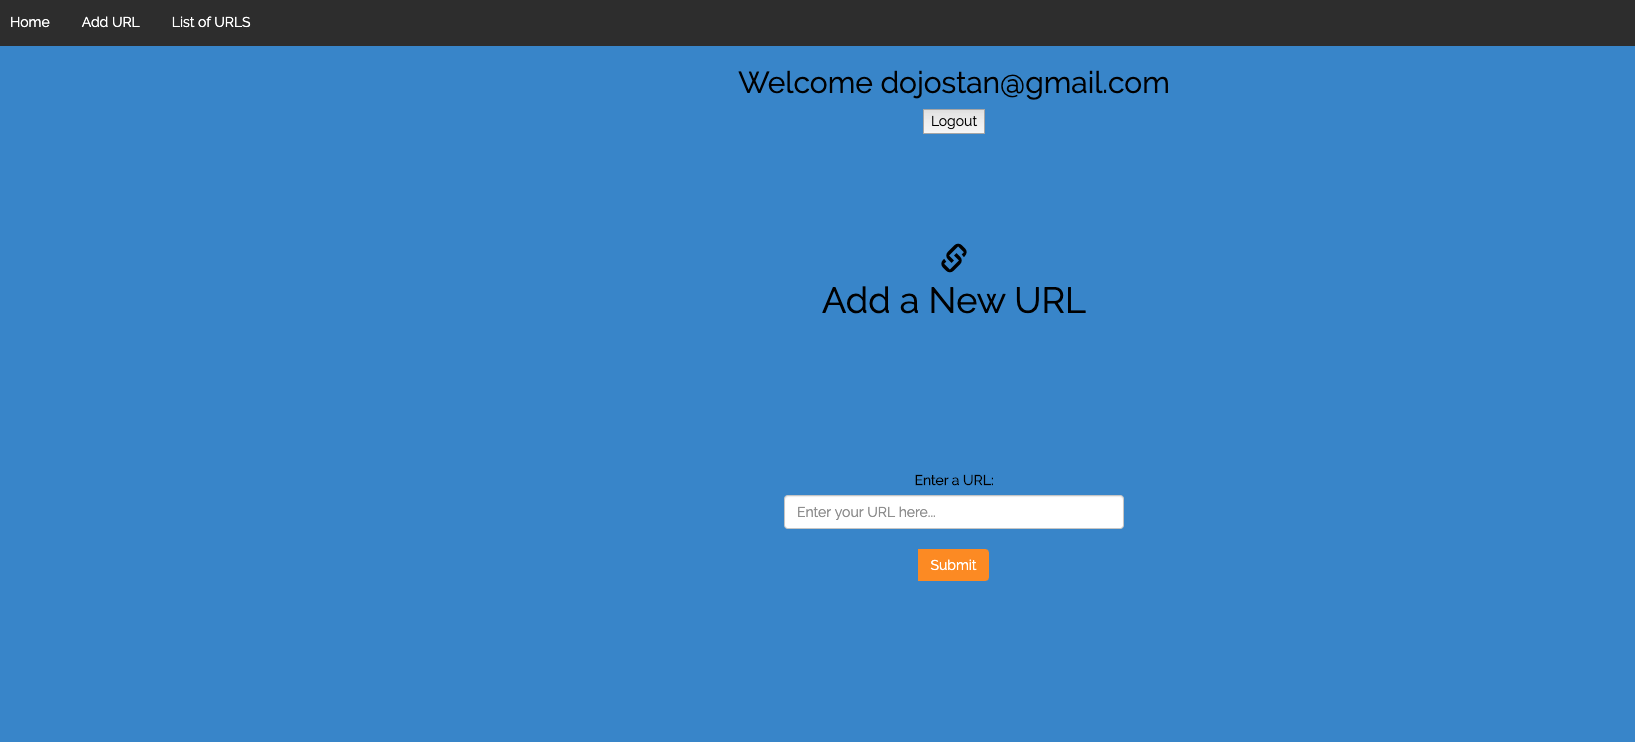 Home Add URL List of URLS
Welcome dojostan@gmail.com
Logout
Add a New URL
Enter a URL:
Enter your URL here...
Submit